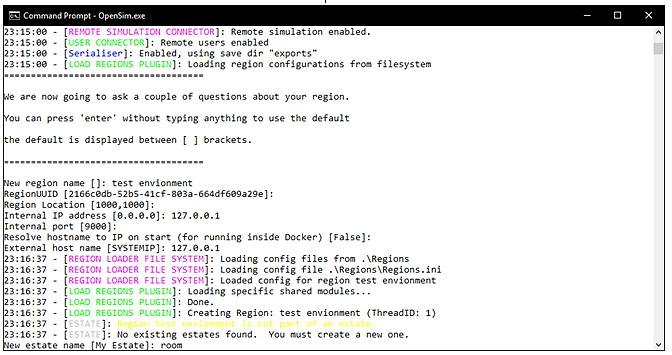 Command Prompt - OpenSim.exe
23:15:00 - [REMOTE SIMULATION CONNECTOR]: Remote simulation enabled.
23:15:00 - [USER CONNECTOR]: Remote users enabled
23:15:00 - [Serialiser]: Enabled, using save dir "exports"
23:15:00 - [LOAD REGIONS PLUGIN]: Loading region configurations from filesystem
=====================================
We are now going to ask a couple of questions about your region.
You can press 'enter' without typing anything to use the default
the default is displayed between [ ] brackets.
=====================================
New region name []: test envionment
RegionUUID [2166c0db-52b5-41cf-803a-664df609a29e]:
Region Location [1000,1000]:
Internal IP address [0.0.0.0]: 127.0.0.1
Internal port [9000]:
Resolve hostname to IP on start (for running inside Docker) [False]:
External host name [SYSTEMIP]: 127.0.0.1
23:16:37 - [REGION LOADER FILE SYSTEM]: Loading config files from .\Regions
23:16:37 - [REGION LOADER FILE SYSTEM]: Loading config file .\Regions\Regions.ini
23:16:37 - [REGION LOADER FILE SYSTEM]: Loaded config for region test envionment
23:16:37 - [LOAD REGIONS PLUGIN]: Loading specific shared modules...
23:16:37 - [LOAD REGIONS PLUGIN]: Done.
23:16:37 - [LOAD REGIONS PLUGIN]: Creating Region: test envionment (ThreadID: 1)
23:16:37 - [ESTATE]: Region test envionment is not part of an estate.
23:16:37 - [ESTATE]: No existing estates found.  You must create a new one.
New estate name [My Estate]: room